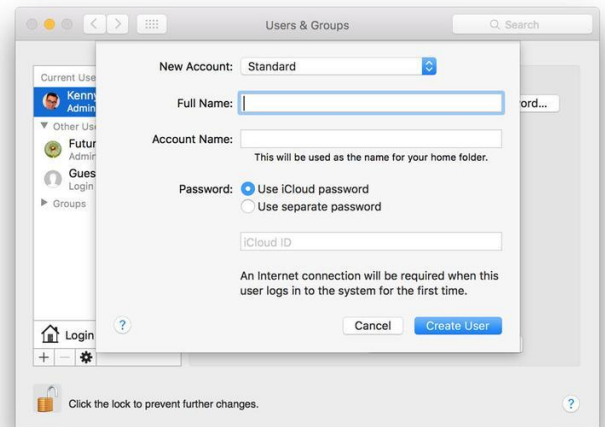 Users & Groups
Search
New Account: Standard
Current Use
Kenny
Admin
Full Name:
ord...
Other Us
Futur
Admin
Account Name:
This will be used as the name for your home folder.
Gues
Login
Groups
Password: Use iCloud password
Use separate password
iCloud ID
An Internet connection will be required when this
user logs in to the system for the first time.
? Cancel Create User
Login
+ −
Click the lock to prevent further changes. ?